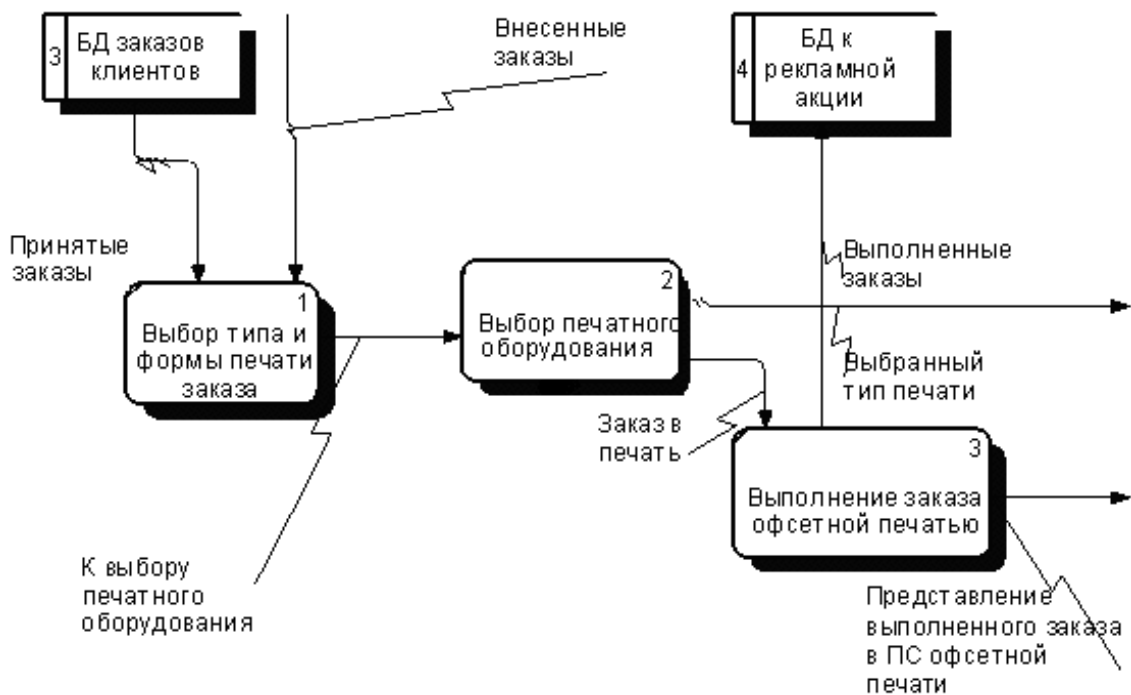 3
БД заказов
клиентов
Внесенные
заказы
4
БД к
рекламной
акции
Принятые
заказы
1
Выбор типа и
формы печати
заказа
2
Выбор печатного
оборудования
Выполненные
заказы
Выбранный
тип печати
Заказ в
печать
3
Выполнение заказа
офсетной печатью
К выбору
печатного
оборудования
Представление
выполненного заказа
в ПС офсетной
печати